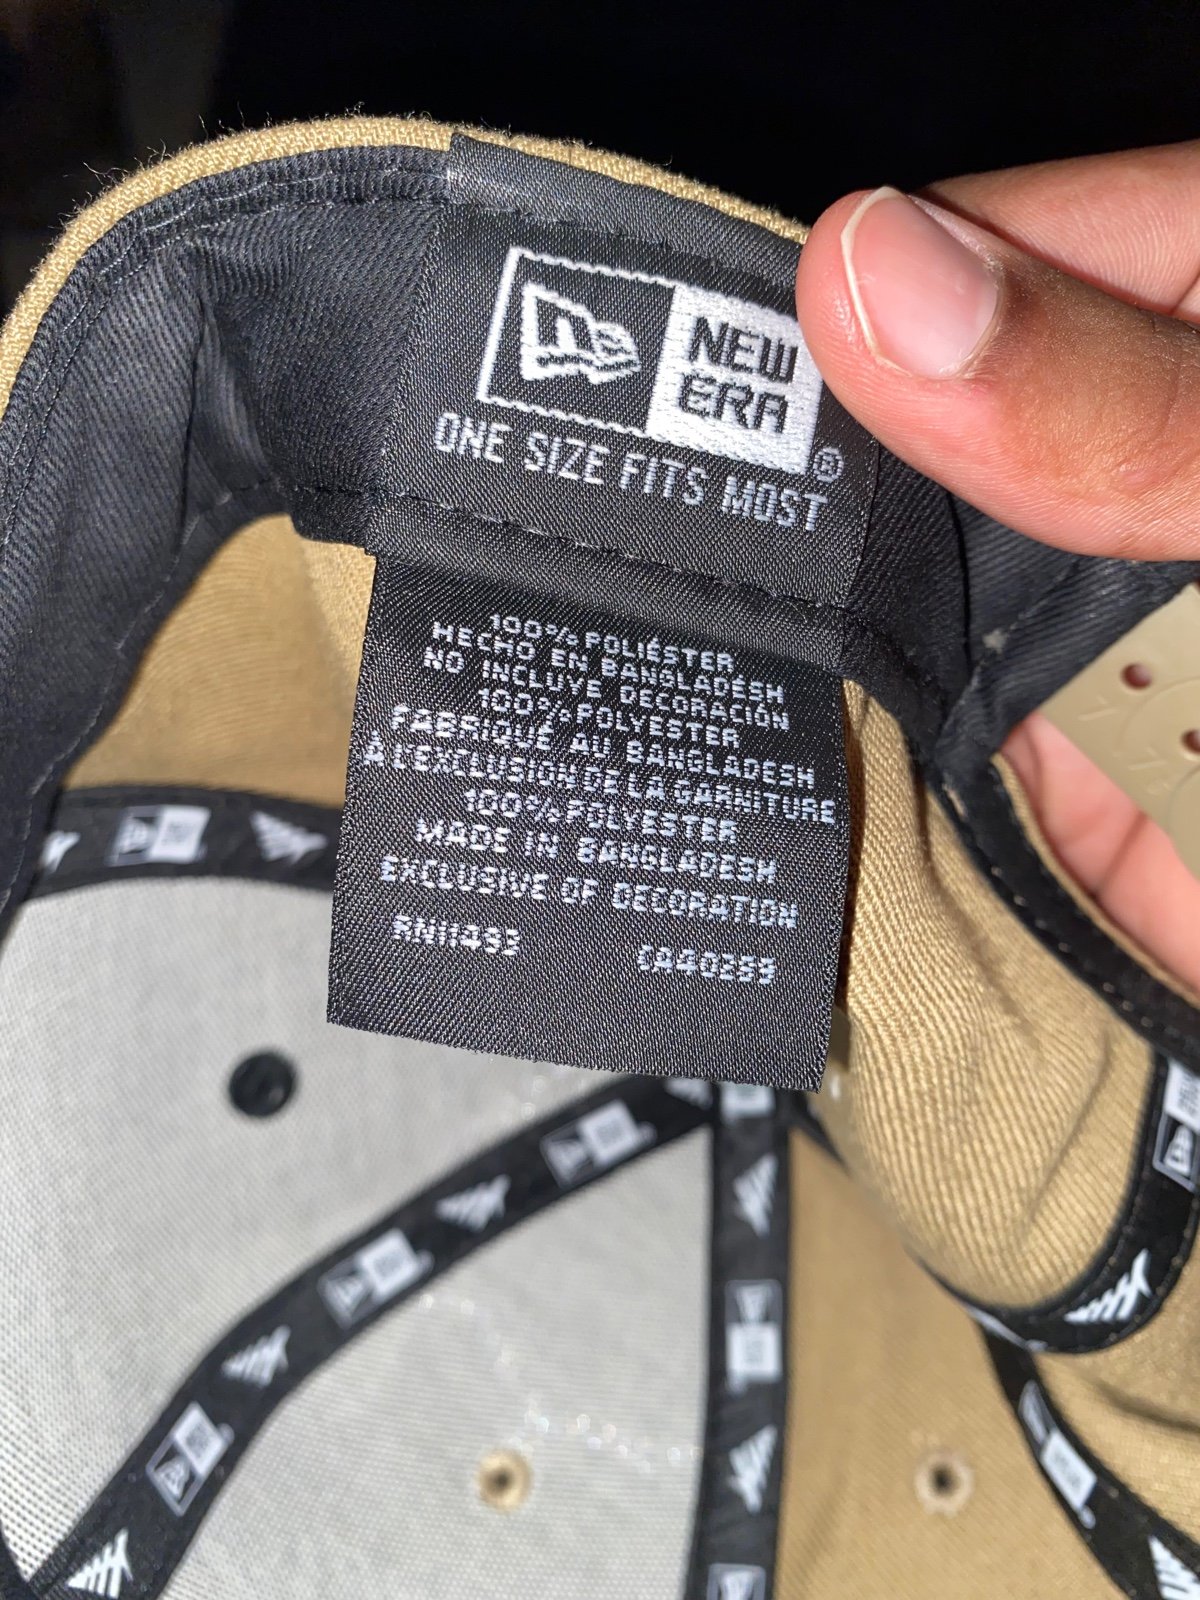 NEW
ERA
®
ONE SIZE FITS MOST
100% POLIÉSTER
HECHO EN BANGLADESH
NO INCLUYE DECORACIÓN
100% POLYESTER
FABRIQUÉ AU BANGLADESH
À L'EXCLUSION DE LA GARNITURE
100% POLYESTER
MADE IN BANGLADESH
EXCLUSIVE OF DECORATION
RN11493